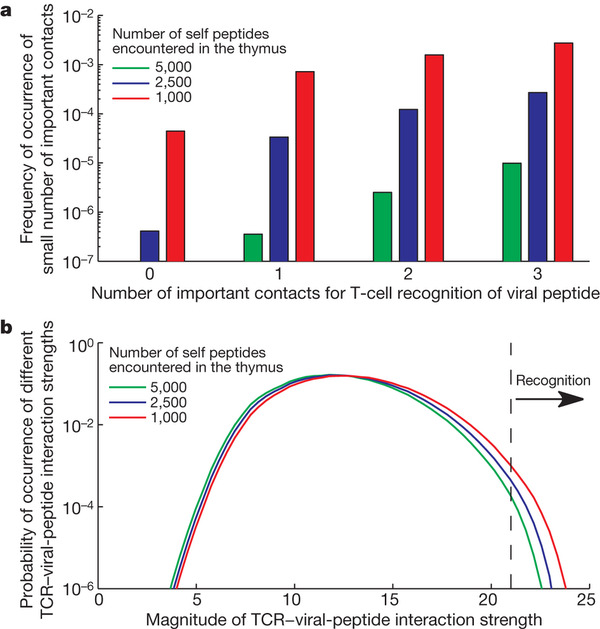 a
Number of self peptides
encountered in the thymus
5,000
2,500
1,000
Frequency of occurrence of
small number of important contacts
10−2
10−3
10−4
10−5
10−6
10−7
0 1 2 3
Number of important contacts for T-cell recognition of viral peptide
b
Number of self peptides
encountered in the thymus
5,000
2,500
1,000
Recognition
Probability of occurrence of different
TCR–viral-peptide interaction strengths
100
10−2
10−4
10−6
0 5 10 15 20 25
Magnitude of TCR–viral-peptide interaction strength